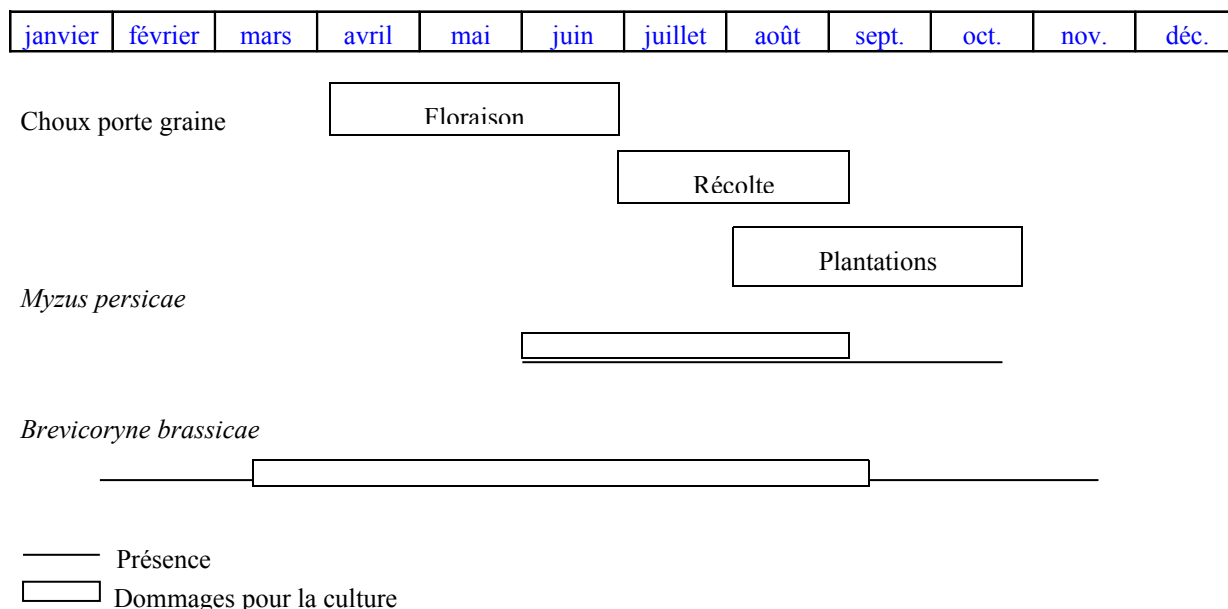 janvier février mars avril mai juin juillet août sept. oct. nov. déc.
Choux porte graine
Floraison
Récolte
Plantations
Myzus persicae
Brevicoryne brassicae
Présence
Dommages pour la culture